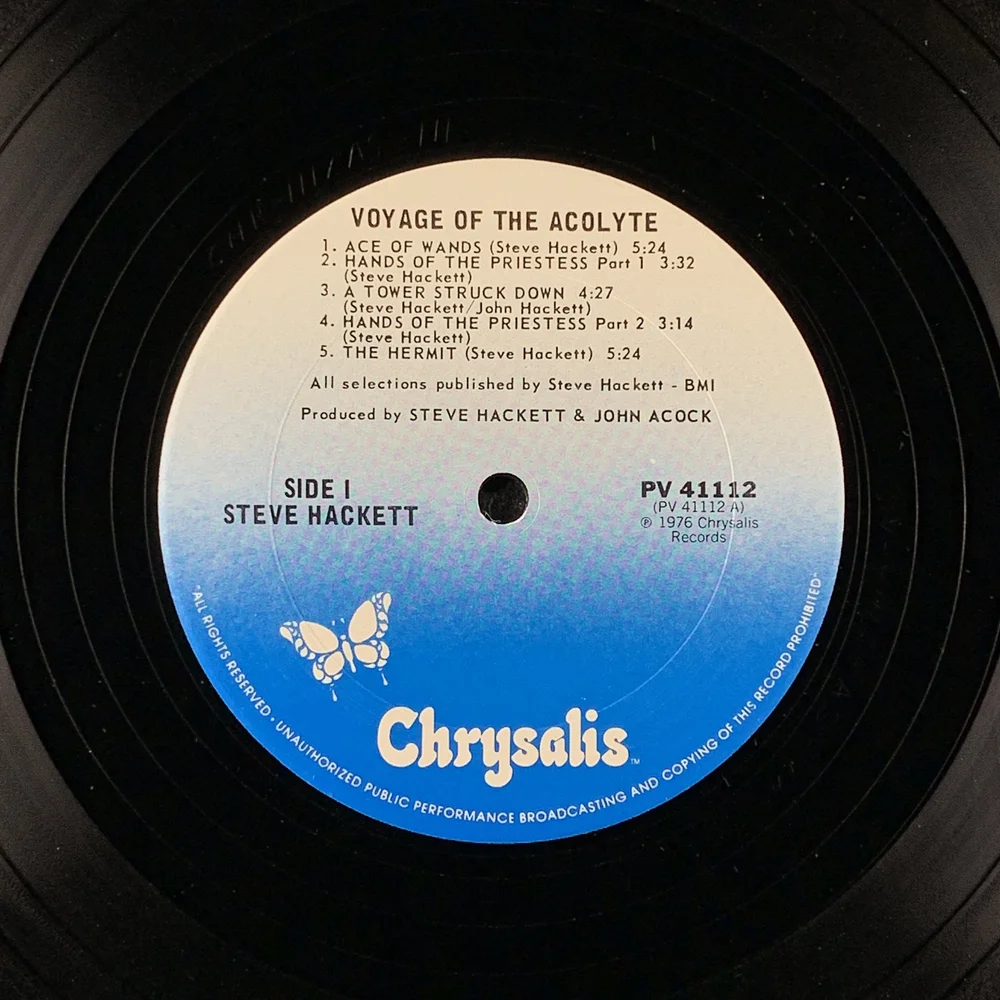 VOYAGE OF THE ACOLYTE
1. ACE OF WANDS (Steve Hackett) 5:24
2. HANDS OF THE PRIESTESS Part 1 3:32
(Steve Hackett)
3. A TOWER STRUCK DOWN 4:27
(Steve Hackett/John Hackett)
4. HANDS OF THE PRIESTESS Part 2 3:14
(Steve Hackett)
5. THE HERMIT (Steve Hackett) 5:24
All selections published by Steve Hackett - BMI
Produced by STEVE HACKETT & JOHN ACOCK
SIDE I
STEVE HACKETT
PV 41112
(PV 41112 A)
℗ 1976 Chrysalis
Records
Chrysalis™
•ALL RIGHTS RESERVED • UNAUTHORIZED PUBLIC PERFORMANCE BROADCASTING AND COPYING OF THIS RECORD PROHIBITED•